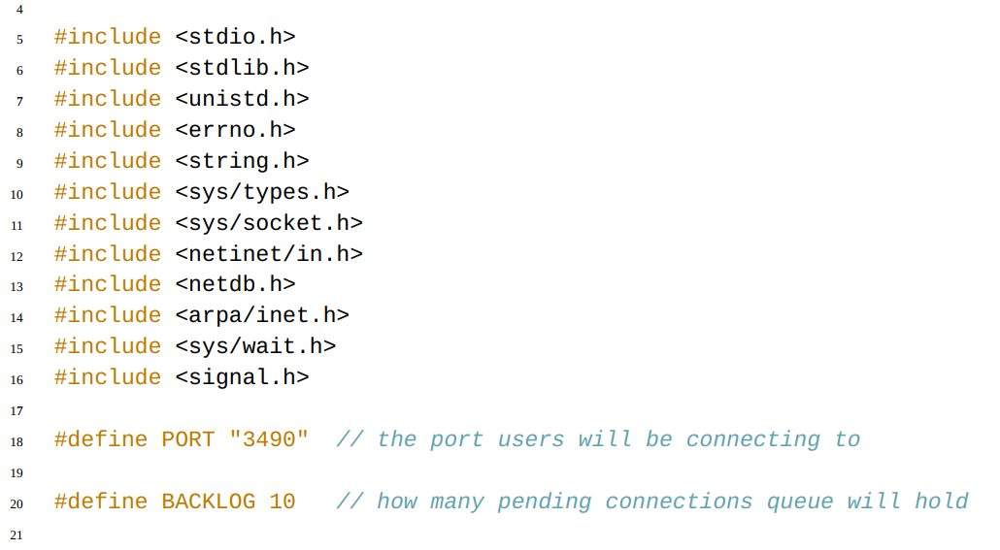 4
5 #include <stdio.h>
6 #include <stdlib.h>
7 #include <unistd.h>
8 #include <errno.h>
9 #include <string.h>
10 #include <sys/types.h>
11 #include <sys/socket.h>
12 #include <netinet/in.h>
13 #include <netdb.h>
14 #include <arpa/inet.h>
15 #include <sys/wait.h>
16 #include <signal.h>
17
18 #define PORT "3490"  // the port users will be connecting to
19
20 #define BACKLOG 10   // how many pending connections queue will hold
21